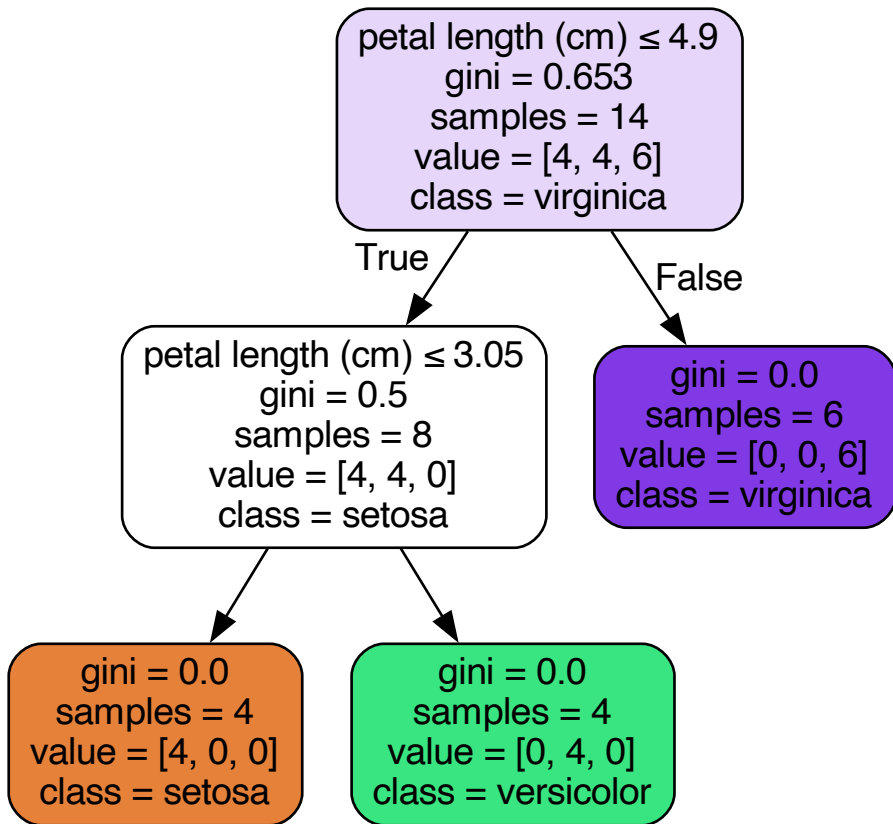 petal length (cm) ≤ 4.9
gini = 0.653
samples = 14
value = [4, 4, 6]
class = virginica
True
False
petal length (cm) ≤ 3.05
gini = 0.5
samples = 8
value = [4, 4, 0]
class = setosa
gini = 0.0
samples = 6
value = [0, 0, 6]
class = virginica
gini = 0.0
samples = 4
value = [4, 0, 0]
class = setosa
gini = 0.0
samples = 4
value = [0, 4, 0]
class = versicolor